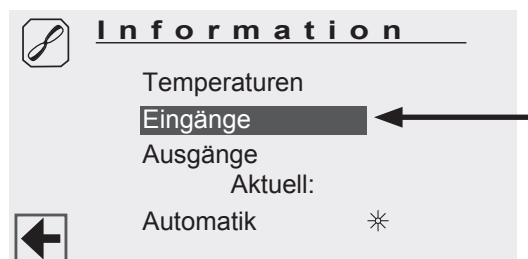 Information
Temperaturen
Eingänge
Ausgänge
Aktuell:
Automatik